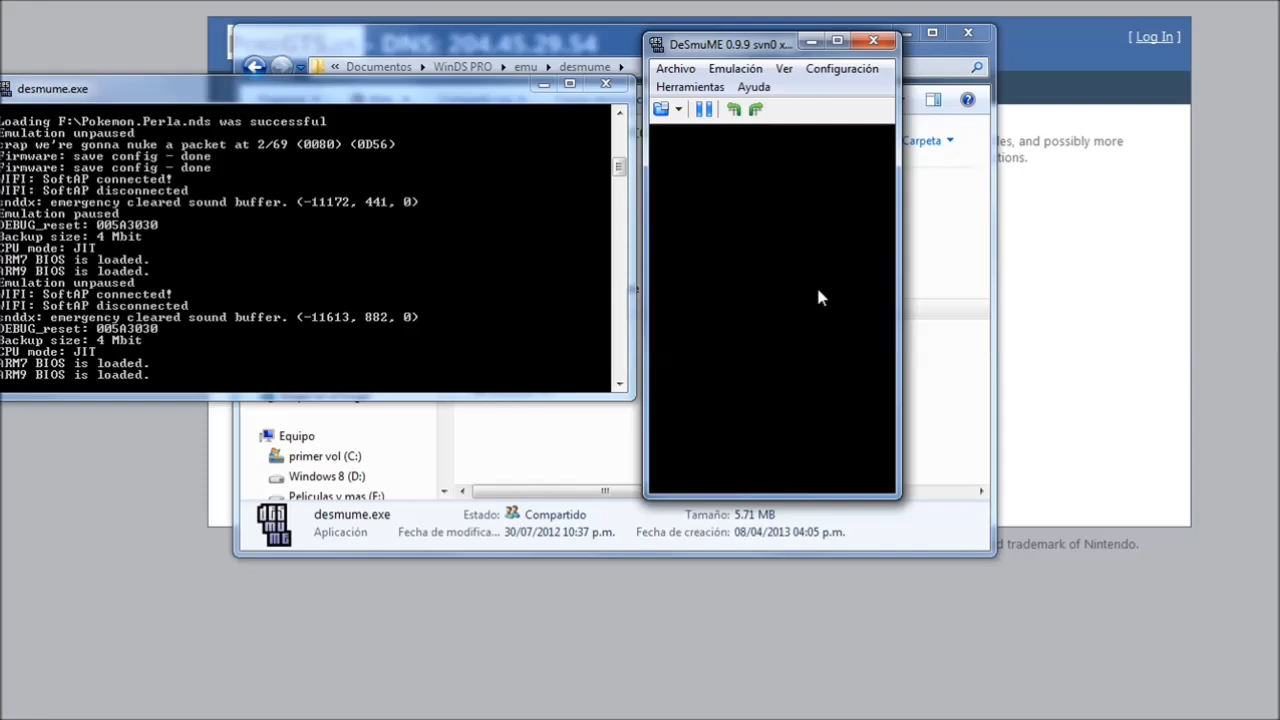 - DNS: 204.45.29.54
[ Log In ]
Documentos
WinDS PRO
emu
desmume
DeSmuME 0.9.9 svn0 x...
Archivo Emulación Ver Configuración
Herramientas Ayuda
Carpeta
les, and possibly more
tions.
desmume.exe
Loading F:\Pokemon.Perla.nds was successful
Emulation unpaused
crap we're gonna nuke a packet at 2/69 (0080) (0D56)
Firmware: save config - done
Firmware: save config - done
WIFI: SoftAP connected!
WIFI: SoftAP disconnected
snddx: emergency cleared sound buffer. (-11172, 441, 0)
Emulation paused
DEBUG_reset: 005A3030
Backup size: 4 Mbit
CPU mode: JIT
ARM7 BIOS is loaded.
ARM9 BIOS is loaded.
Emulation unpaused
WIFI: SoftAP connected!
WIFI: SoftAP disconnected
snddx: emergency cleared sound buffer. (-11613, 882, 0)
DEBUG_reset: 005A3030
Backup size: 4 Mbit
CPU mode: JIT
ARM7 BIOS is loaded.
ARM9 BIOS is loaded.
Equipo
primer vol (C:)
Windows 8 (D:)
Peliculas y mas (F:)
desmume.exe Estado: Compartido Tamaño: 5.71 MB
Aplicación Fecha de modifica... 30/07/2012 10:37 p.m. Fecha de creación: 08/04/2013 04:05 p.m.
d trademark of Nintendo.